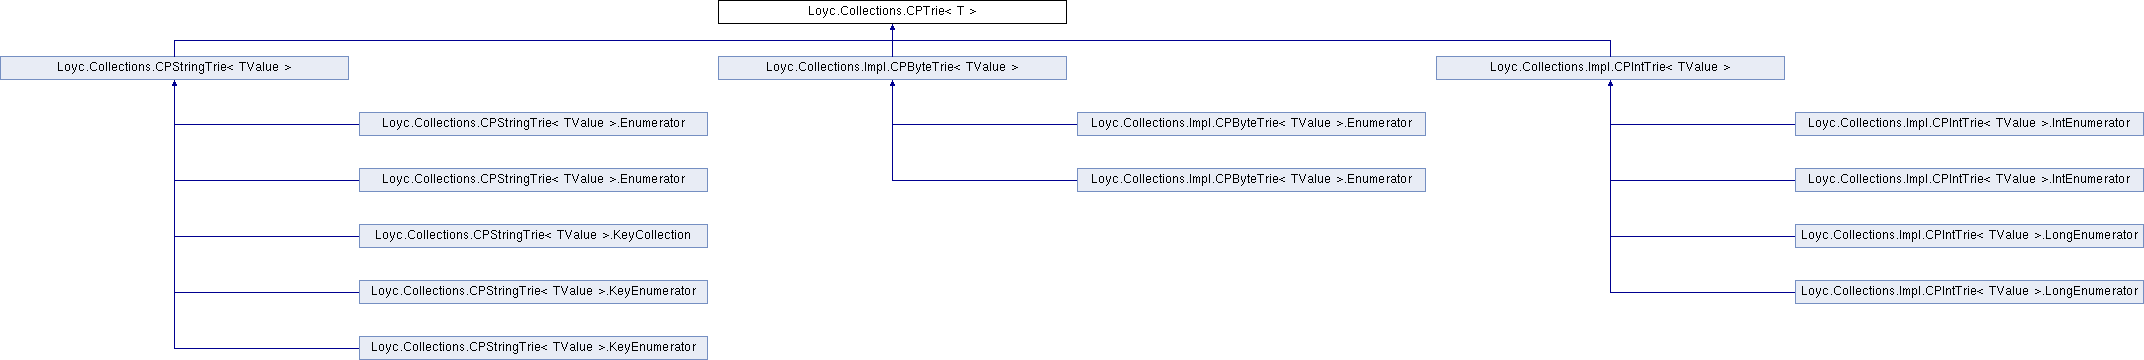 Loyc.Collections.CPTrie< T >
Loyc.Collections.CPStringTrie< TValue >
Loyc.Collections.Impl.CPByteTrie< TValue >
Loyc.Collections.Impl.CPIntTrie< TValue >
Loyc.Collections.CPStringTrie< TValue >.Enumerator
Loyc.Collections.Impl.CPByteTrie< TValue >.Enumerator
Loyc.Collections.Impl.CPIntTrie< TValue >.IntEnumerator
Loyc.Collections.CPStringTrie< TValue >.Enumerator
Loyc.Collections.Impl.CPByteTrie< TValue >.Enumerator
Loyc.Collections.Impl.CPIntTrie< TValue >.IntEnumerator
Loyc.Collections.CPStringTrie< TValue >.KeyCollection
Loyc.Collections.Impl.CPIntTrie< TValue >.LongEnumerator
Loyc.Collections.CPStringTrie< TValue >.KeyEnumerator
Loyc.Collections.Impl.CPIntTrie< TValue >.LongEnumerator
Loyc.Collections.CPStringTrie< TValue >.KeyEnumerator